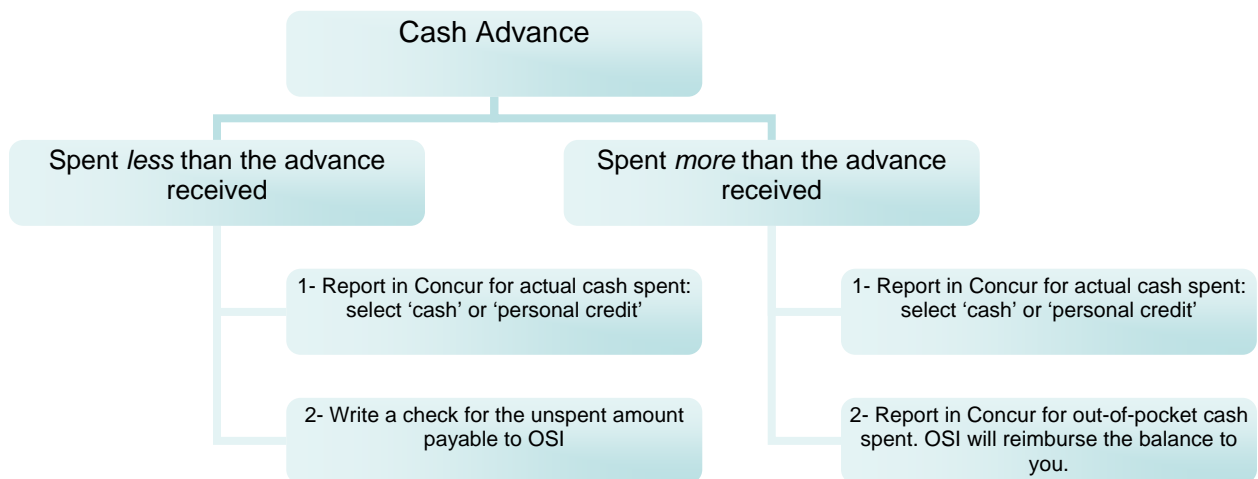 Cash Advance
Spent less than the advance
received
Spent more than the advance
received
1- Report in Concur for actual cash spent:
select ‘cash’ or ‘personal credit’
2- Write a check for the unspent amount
payable to OSI
1- Report in Concur for actual cash spent:
select ‘cash’ or ‘personal credit’
2- Report in Concur for out-of-pocket cash
spent. OSI will reimburse the balance to
you.